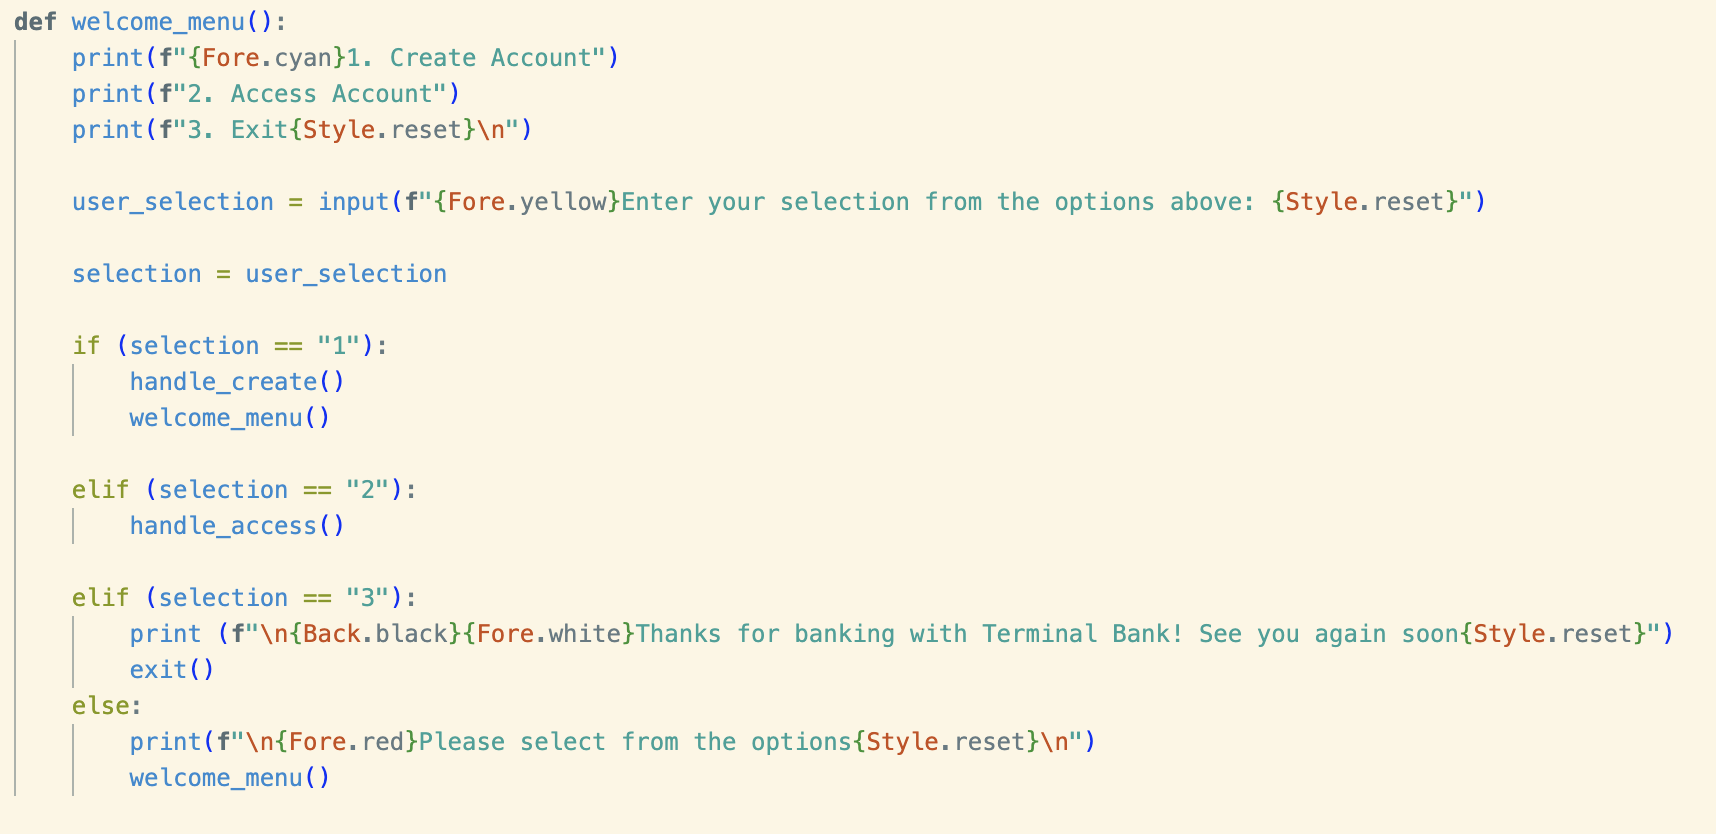 def welcome_menu():
    print(f"{Fore.cyan}1. Create Account")
    print(f"2. Access Account")
    print(f"3. Exit{Style.reset}\n")

    user_selection = input(f"{Fore.yellow}Enter your selection from the options above: {Style.reset}")

    selection = user_selection

    if (selection == "1"):
        handle_create()
        welcome_menu()

    elif (selection == "2"):
        handle_access()

    elif (selection == "3"):
        print (f"\n{Back.black}{Fore.white}Thanks for banking with Terminal Bank! See you again soon{Style.reset}")
        exit()
    else:
        print(f"\n{Fore.red}Please select from the options{Style.reset}\n")
        welcome_menu()